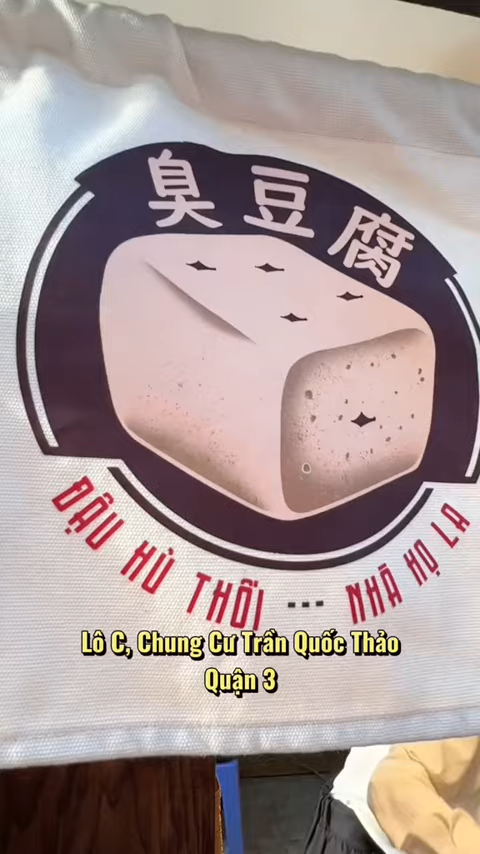 臭豆腐
ĐẬU HỦ THỐI --- NHÀ HỌ LA
Lô C, Chung Cư Trần Quốc Thảo
Quận 3